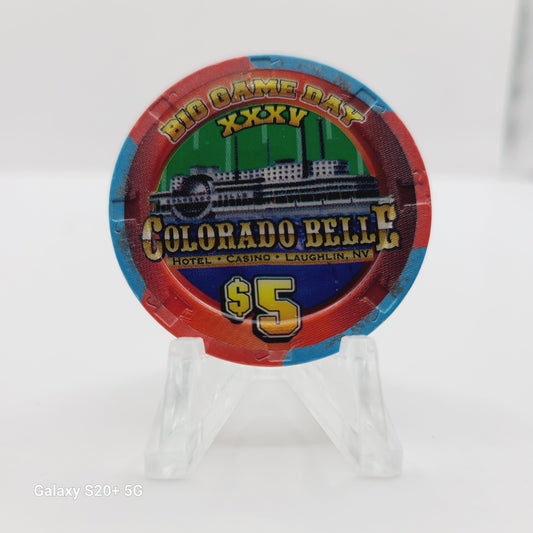 BIG GAME DAY
XXXV
COLORADO BELLE
HOTEL • CASINO • LAUGHLIN, NV
$5
Galaxy S20+ 5G